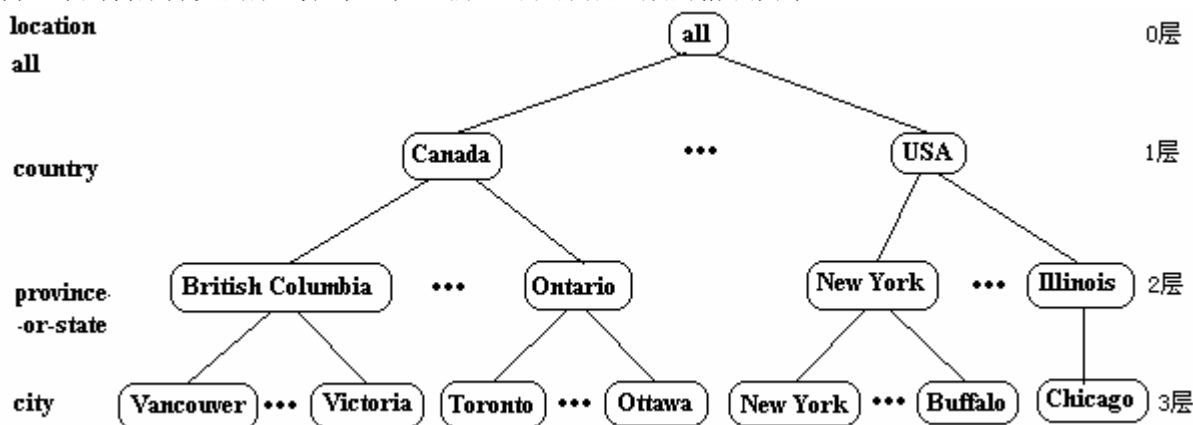 location all 0层
all
Canada ••• USA 1层
country
British Columbia ••• Ontario New York ••• Illinois 2层
province-
-or-state
city Vancouver ••• Victoria Toronto ••• Ottawa New York ••• Buffalo Chicago 3层